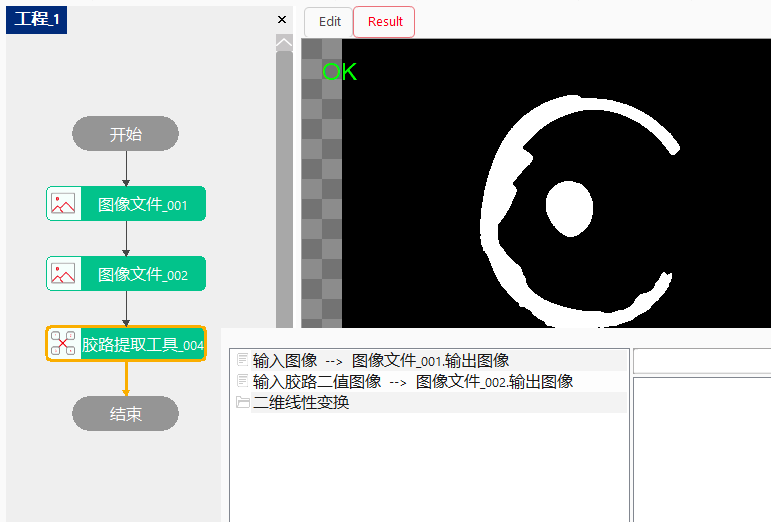 工程_1
Edit
Result
OK
开始
图像文件_001
图像文件_002
胶路提取工具_004
结束
输入图像 --> 图像文件_001.输出图像
输入胶路二值图像 --> 图像文件_002.输出图像
二维线性变换